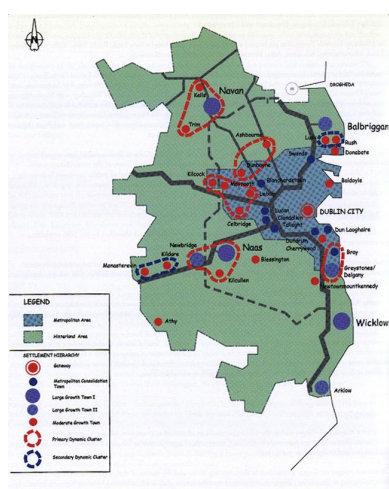 N
Navan
Kells
DROGHEDA
Trim
Balbriggan
Lusk
Rush
Donabate
Ashbourne
Swords
Dunboyne
Kilcock
Maynooth
Blanchardstown
Baldoyle
Leixlip
Lucan
Clondalkin
Tallaght
DUBLIN CITY
Celbridge
Dun Laoghaire
Dundrum
Cherrywood
Naas
Newbridge
Kildare
Monasterevin
Bray
Blessington
Greystones/
Delgany
Kilcullen
Newtownmountkennedy
Wicklow
Athy
Arklow
LEGEND
Metropolitan Area
Hinterland Area
SETTLEMENT HIERARCHY
Gateway
Metropolitan Consolidation
Town
Large Growth Town I
Large Growth Town II
Moderate Growth Town
Primary Dynamic Cluster
Secondary Dynamic Cluster